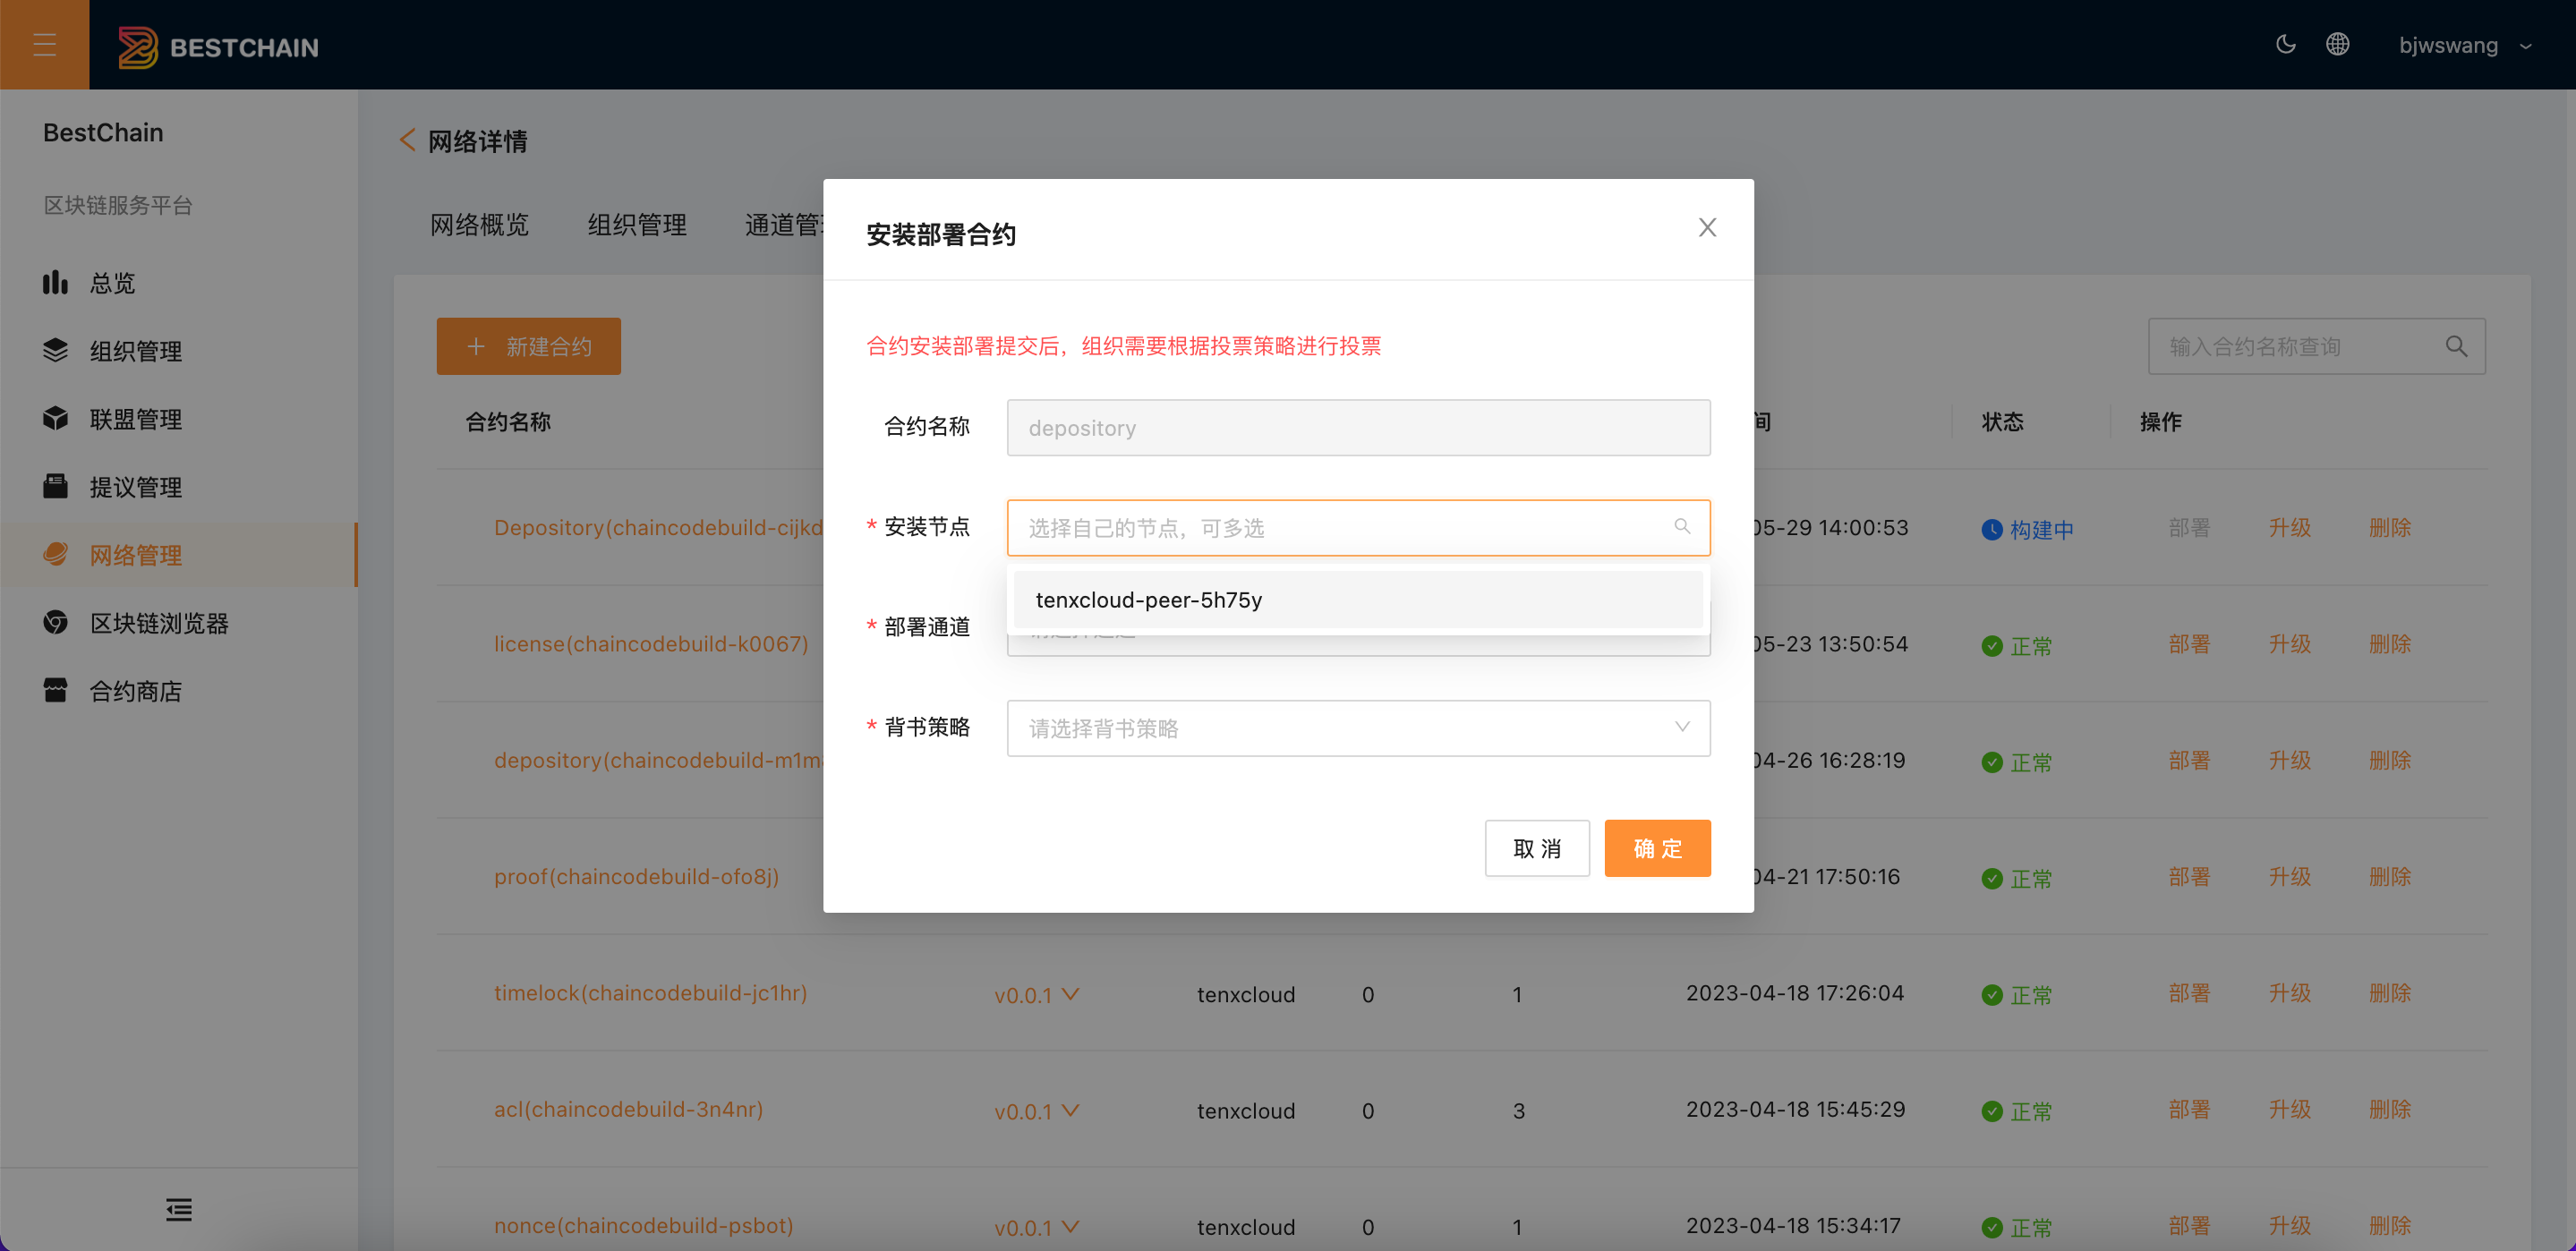 BESTCHAIN
bjwswang
BestChain
区块链服务平台
总览
组织管理
联盟管理
提议管理
网络管理
区块链浏览器
合约商店
网络详情
网络概览 组织管理 通道管
新建合约
输入合约名称查询
合约名称 间 状态 操作
Depository(chaincodebuild-cijkd 05-29 14:00:53 构建中 部署 升级 删除
license(chaincodebuild-k0067) 05-23 13:50:54 正常 部署 升级 删除
depository(chaincodebuild-m1m 04-26 16:28:19 正常 部署 升级 删除
proof(chaincodebuild-ofo8j) 04-21 17:50:16 正常 部署 升级 删除
timelock(chaincodebuild-jc1hr) v0.0.1 tenxcloud 0 1 2023-04-18 17:26:04 正常 部署 升级 删除
acl(chaincodebuild-3n4nr) v0.0.1 tenxcloud 0 3 2023-04-18 15:45:29 正常 部署 升级 删除
nonce(chaincodebuild-psbot) v0.0.1 tenxcloud 0 1 2023-04-18 15:34:17 正常 部署 升级 删除
安装部署合约
合约安装部署提交后，组织需要根据投票策略进行投票
合约名称 depository
* 安装节点 选择自己的节点，可多选
tenxcloud-peer-5h75y
* 部署通道
* 背书策略 请选择背书策略
取 消 确 定